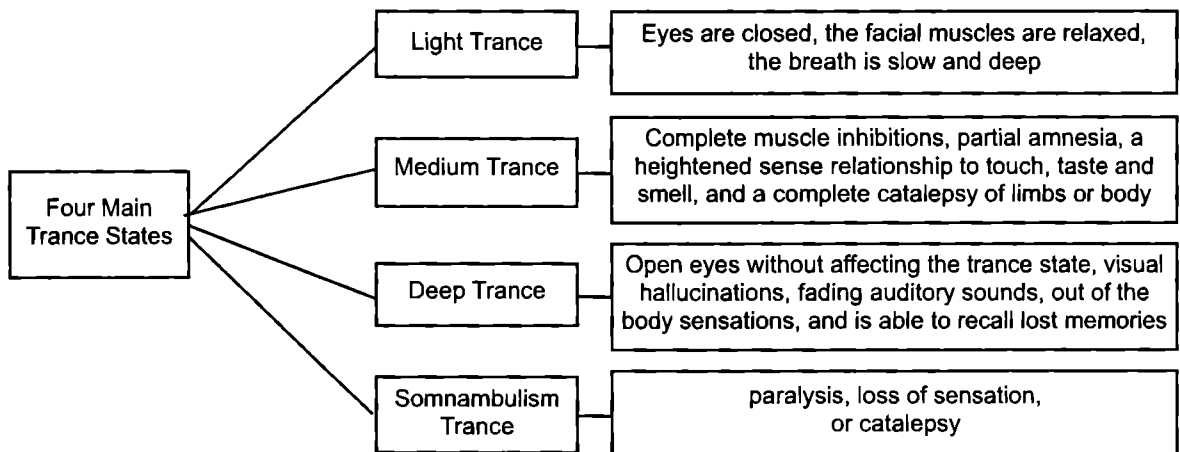 Four Main
Trance States
Light Trance
Eyes are closed, the facial muscles are relaxed,
the breath is slow and deep
Medium Trance
Complete muscle inhibitions, partial amnesia, a
heightened sense relationship to touch, taste and
smell, and a complete catalepsy of limbs or body
Deep Trance
Open eyes without affecting the trance state, visual
hallucinations, fading auditory sounds, out of the
body sensations, and is able to recall lost memories
Somnambulism
Trance
paralysis, loss of sensation,
or catalepsy